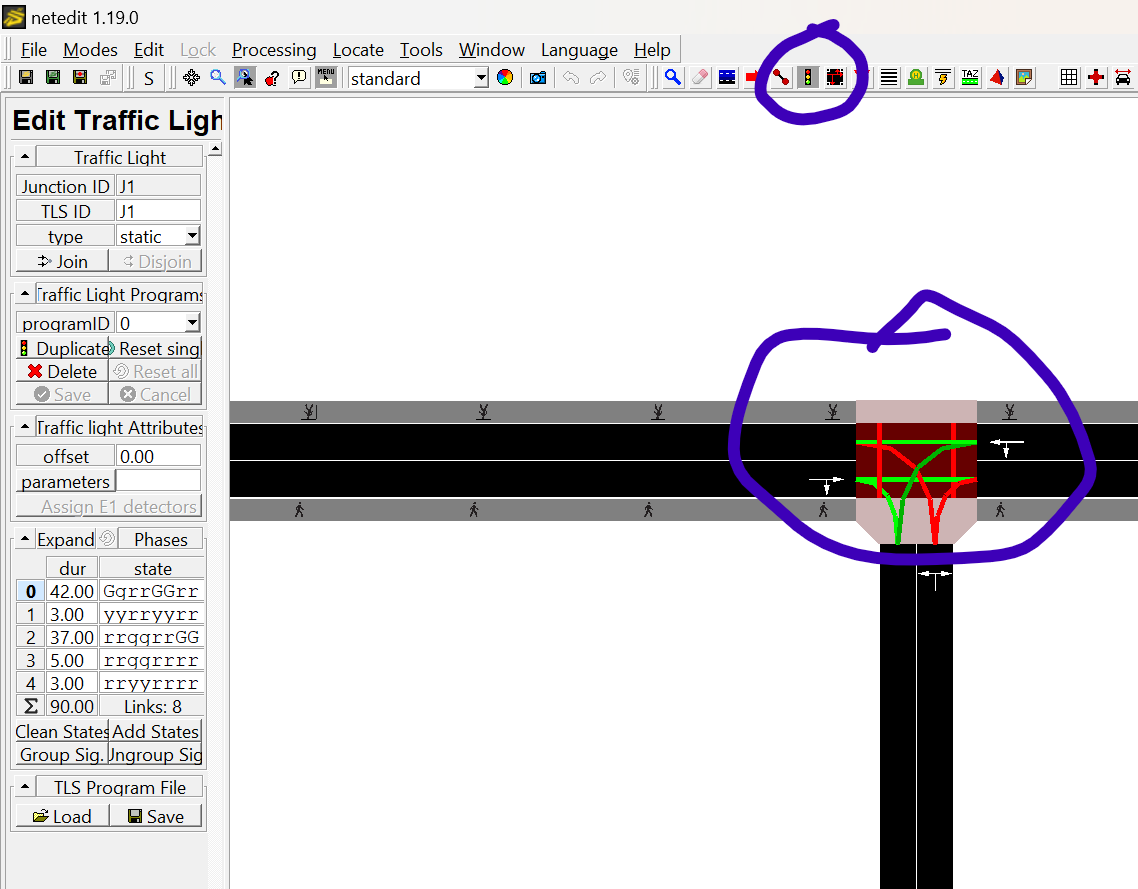 netedit 1.19.0
File Modes Edit Lock Processing Locate Tools Window Language Help
S MENU standard TAZ
Edit Traffic Ligh
Traffic Light
Junction ID J1
TLS ID J1
type static
Join Disjoin
Traffic Light Programs
programID 0
Duplicate Reset singl
Delete Reset all
Save Cancel
Traffic light Attributes
offset 0.00
parameters
Assign E1 detectors
Expand Phases
dur state
0 42.00 GgrrGGrr
1 3.00 yyrryyrr
2 37.00 rrggrrGG
3 5.00 rrggrrrr
4 3.00 rryyrrrr
Σ 90.00 Links: 8
Clean States Add States
Group Sig. Ungroup Sig
TLS Program File
Load Save